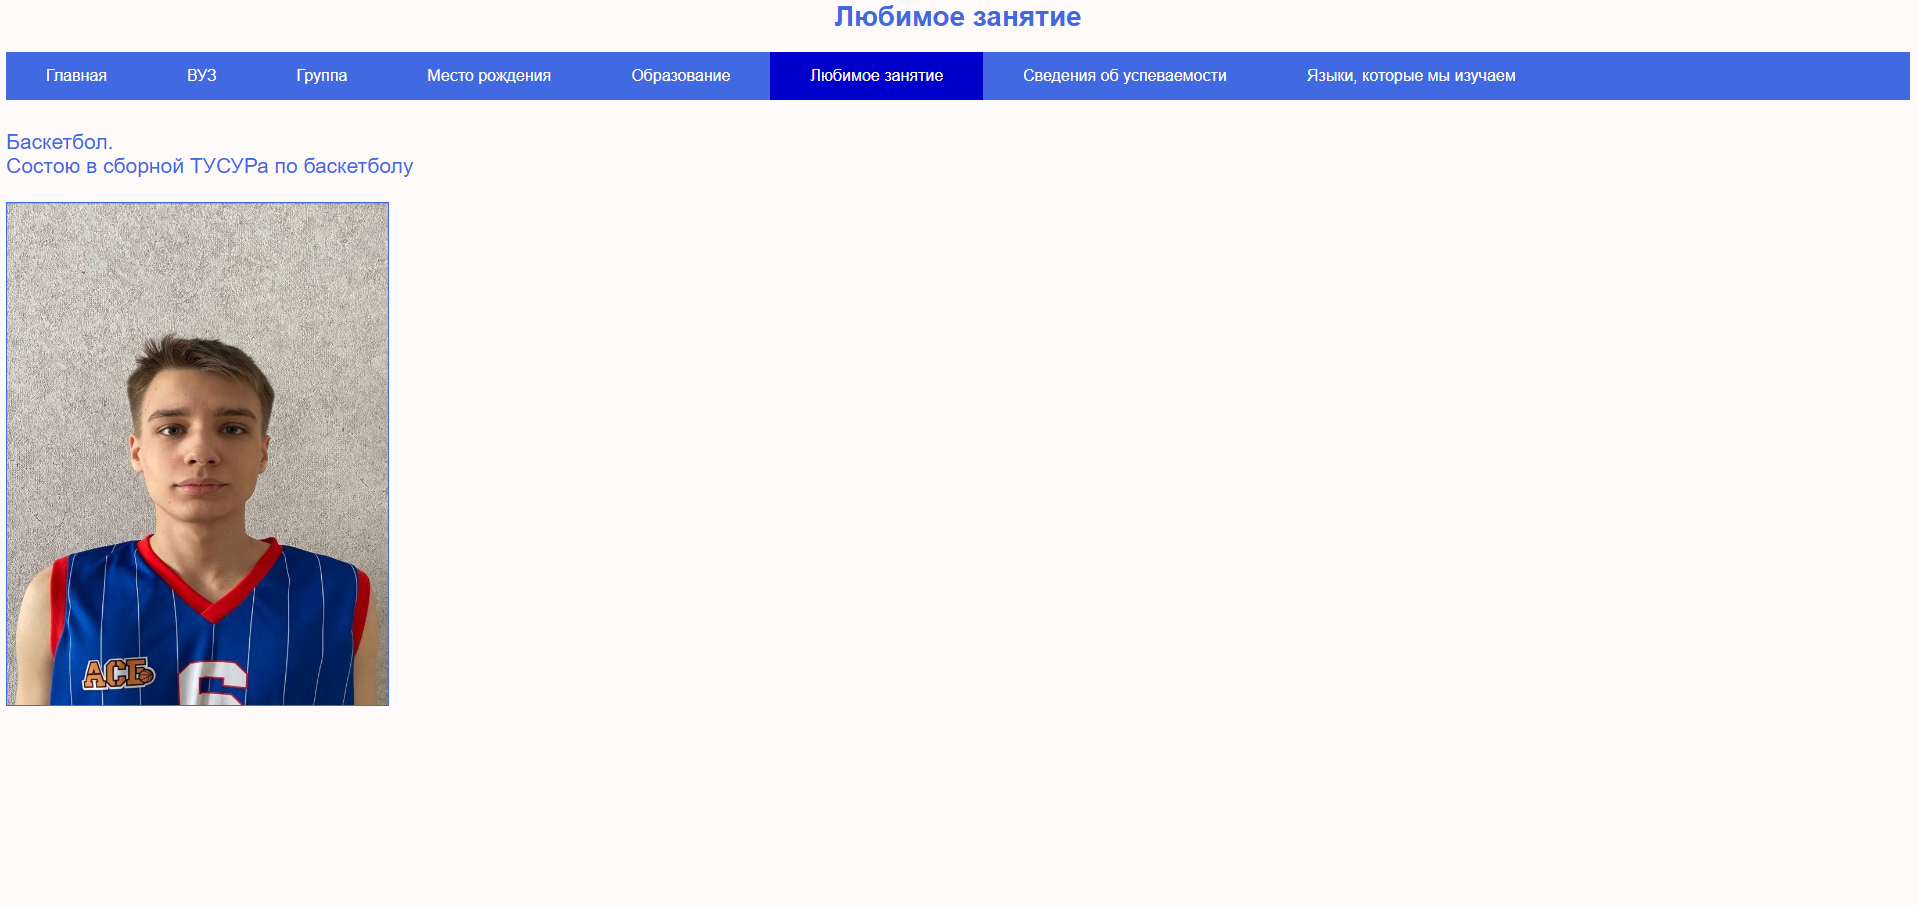 Любимое занятие
Главная
ВУЗ
Группа
Место рождения
Образование
Любимое занятие
Сведения об успеваемости
Языки, которые мы изучаем
Баскетбол.
Состою в сборной ТУСУРа по баскетболу
АСБ
6